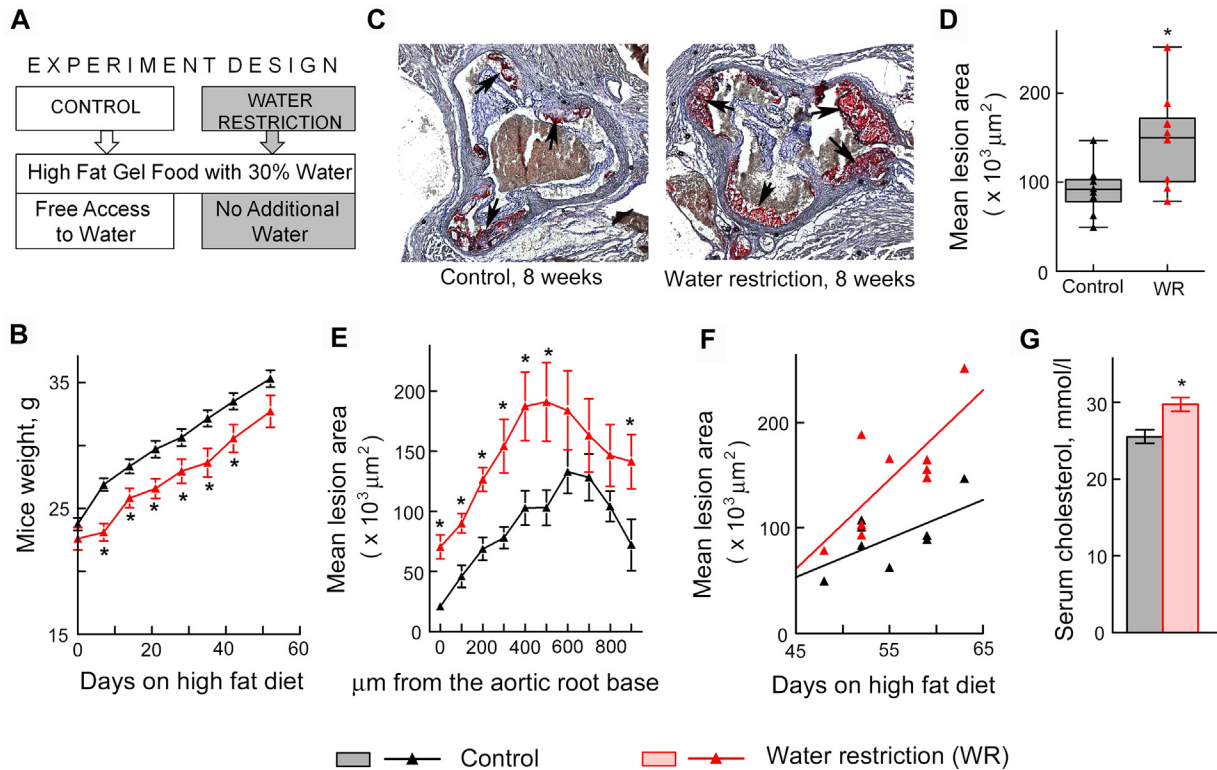 A
EXPERIMENT DESIGN
CONTROL
WATER
RESTRICTION
High Fat Gel Food with 30% Water
Free Access
to Water
No Additional
Water
C
Control, 8 weeks
Water restriction, 8 weeks
D
Mean lesion area
( x 10³ µm²)
200
100
0
*
Control
WR
B
Mice weight, g
35
25
15
* * * * * *
0
20
40
60
Days on high fat diet
E
Mean lesion area
( x 10³ µm²)
200
150
100
50
0
* * * * * * *
0
200
400
600
800
µm from the aortic root base
F
Mean lesion area
( x 10³ µm²)
200
100
0
45
55
65
Days on high fat diet
G
Serum cholesterol, mmol/l
30
20
10
0
*
Control
Water restriction (WR)